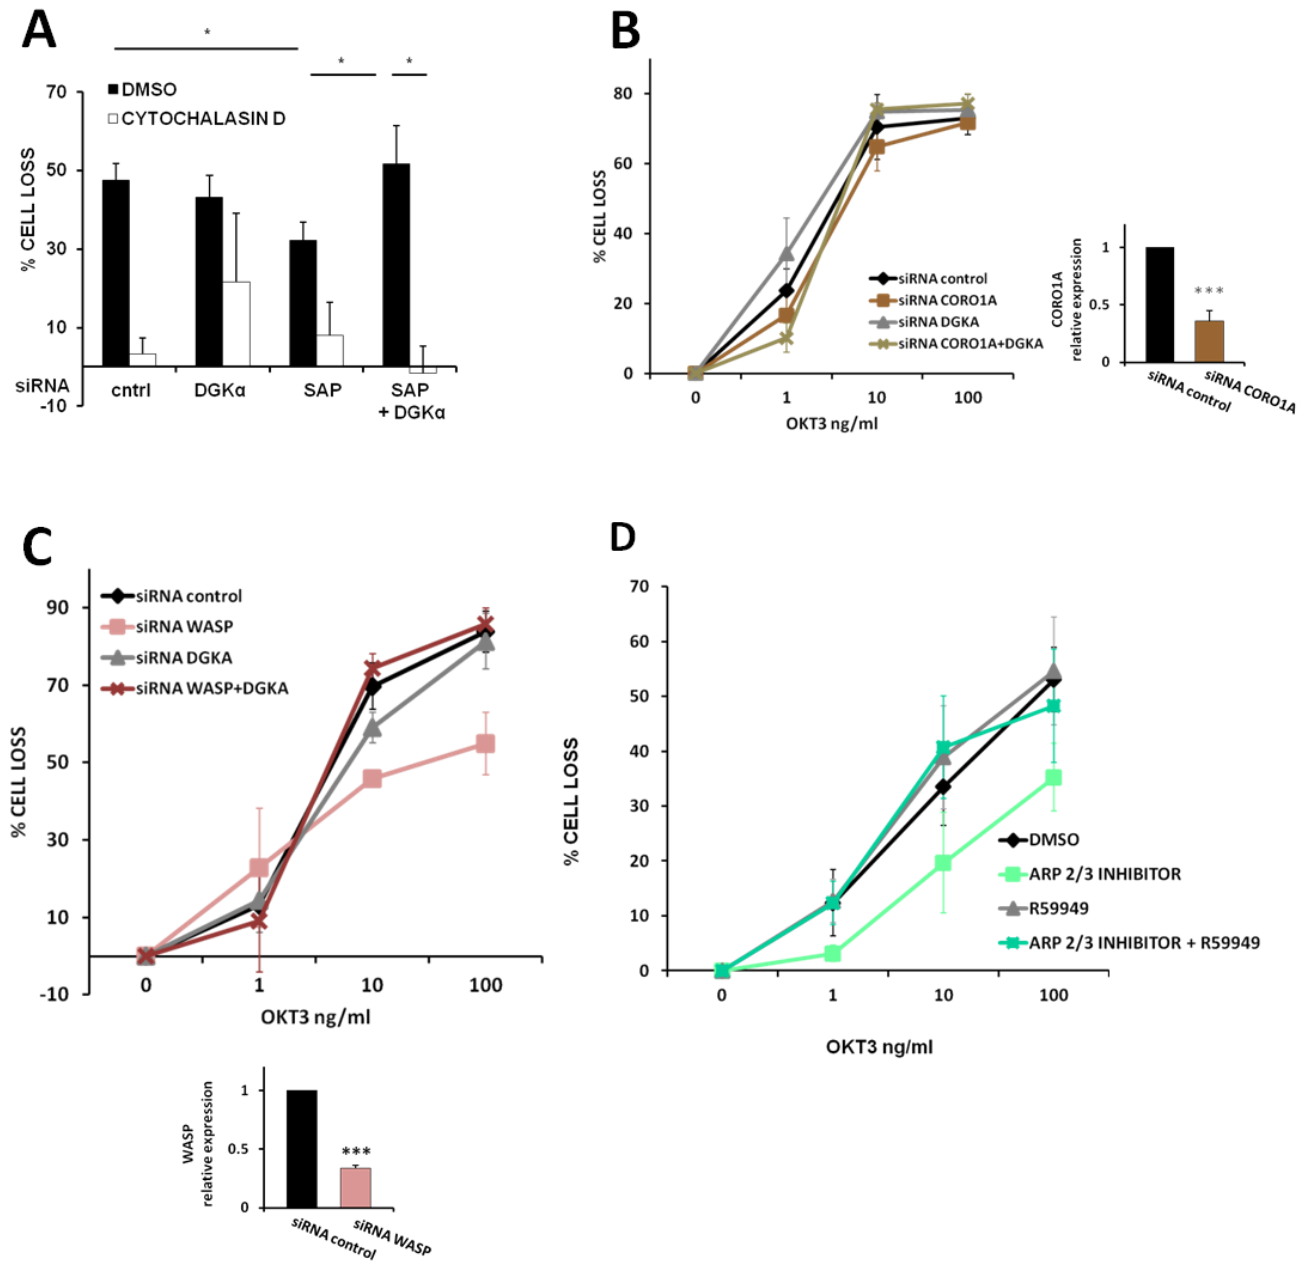 A
*
*
*
DMSO
CYTOCHALASIN D
% CELL LOSS
70
50
30
10
-10
siRNA
cntrl
DGKα
SAP
SAP
+ DGKα
B
% CELL LOSS
80
60
40
20
0
siRNA control
siRNA CORO1A
siRNA DGKA
siRNA CORO1A+DGKA
0
1
10
100
OKT3 ng/ml
CORO1A
relative expression
1
0.5
0
***
siRNA control
siRNA CORO1A
C
siRNA control
siRNA WASP
siRNA DGKA
siRNA WASP+DGKA
% CELL LOSS
90
70
50
30
10
-10
0
1
10
100
OKT3 ng/ml
WASP
relative expression
1
0.5
0
***
siRNA control
siRNA WASP
D
% CELL LOSS
70
60
50
40
30
20
10
0
DMSO
ARP 2/3 INHIBITOR
R59949
ARP 2/3 INHIBITOR + R59949
0
1
10
100
OKT3 ng/ml